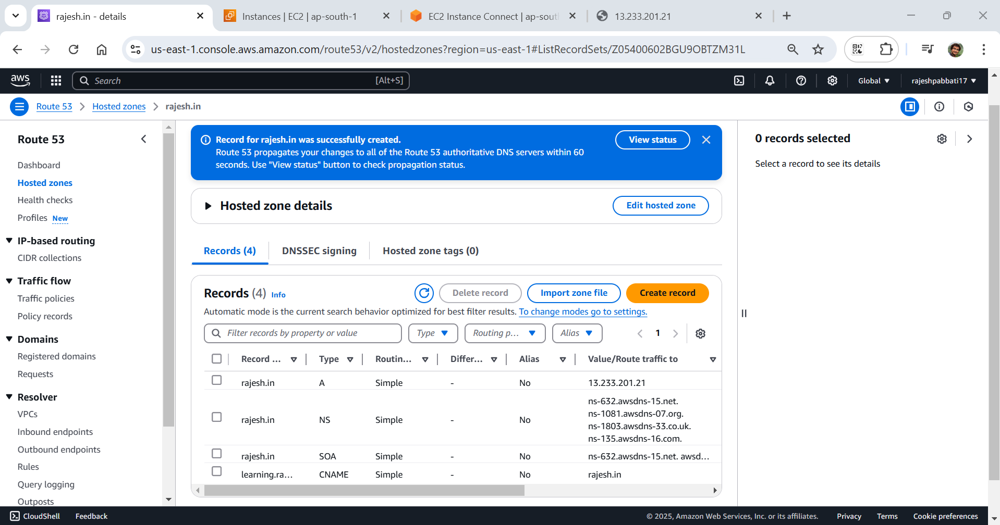 rajesh.in - details
Instances | EC2 | ap-south-1
EC2 Instance Connect | ap-sout
13.233.201.21
us-east-1.console.aws.amazon.com/route53/v2/hostedzones?region=us-east-1#ListRecordSets/Z05400602BGU9OBTZM31L
aws
Search
[Alt+S]
Global
rajeshpabbati17
Route 53
Hosted zones
rajesh.in
Route 53
Dashboard
Hosted zones
Health checks
Profiles New
IP-based routing
CIDR collections
Traffic flow
Traffic policies
Policy records
Domains
Registered domains
Requests
Resolver
VPCs
Inbound endpoints
Outbound endpoints
Rules
Query logging
Outposts
Record for rajesh.in was successfully created.
Route 53 propagates your changes to all of the Route 53 authoritative DNS servers within 60
seconds. Use "View status" button to check propagation status.
View status
Hosted zone details
Edit hosted zone
Records (4)
DNSSEC signing
Hosted zone tags (0)
Records (4) Info
Delete record
Import zone file
Create record
Automatic mode is the current search behavior optimized for best filter results. To change modes go to settings.
Filter records by property or value
Type
Routing p...
Alias
1
Record ... Type Routin... Differ... Alias Value/Route traffic to
rajesh.in A Simple - No 13.233.201.21
rajesh.in NS Simple - No ns-632.awsdns-15.net.
ns-1081.awsdns-07.org.
ns-1803.awsdns-33.co.uk.
ns-135.awsdns-16.com.
rajesh.in SOA Simple - No ns-632.awsdns-15.net. awsd...
learning.ra... CNAME Simple - No rajesh.in
0 records selected
Select a record to see its details
CloudShell
Feedback
© 2025, Amazon Web Services, Inc. or its affiliates.
Privacy
Terms
Cookie preferences